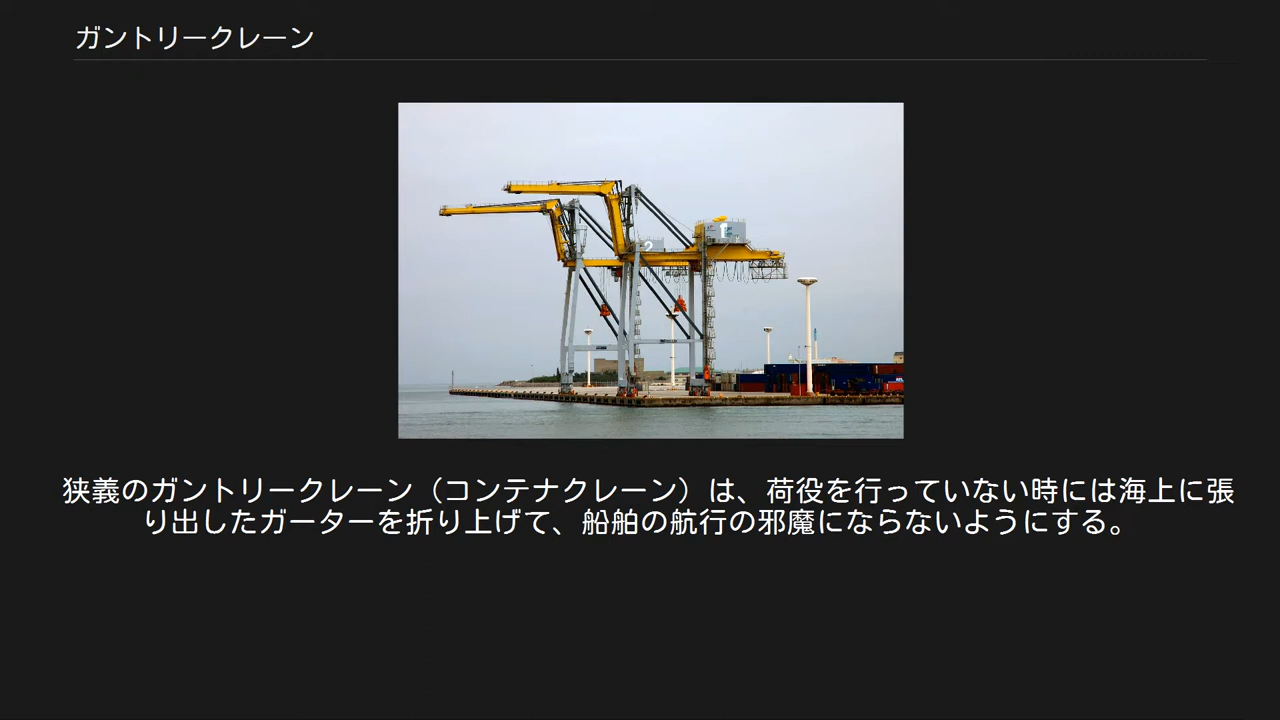 ガントリークレーン
2
1
狭義のガントリークレーン（コンテナクレーン）は、荷役を行っていない時には海上に張
り出したガーターを折り上げて、船舶の航行の邪魔にならないようにする。